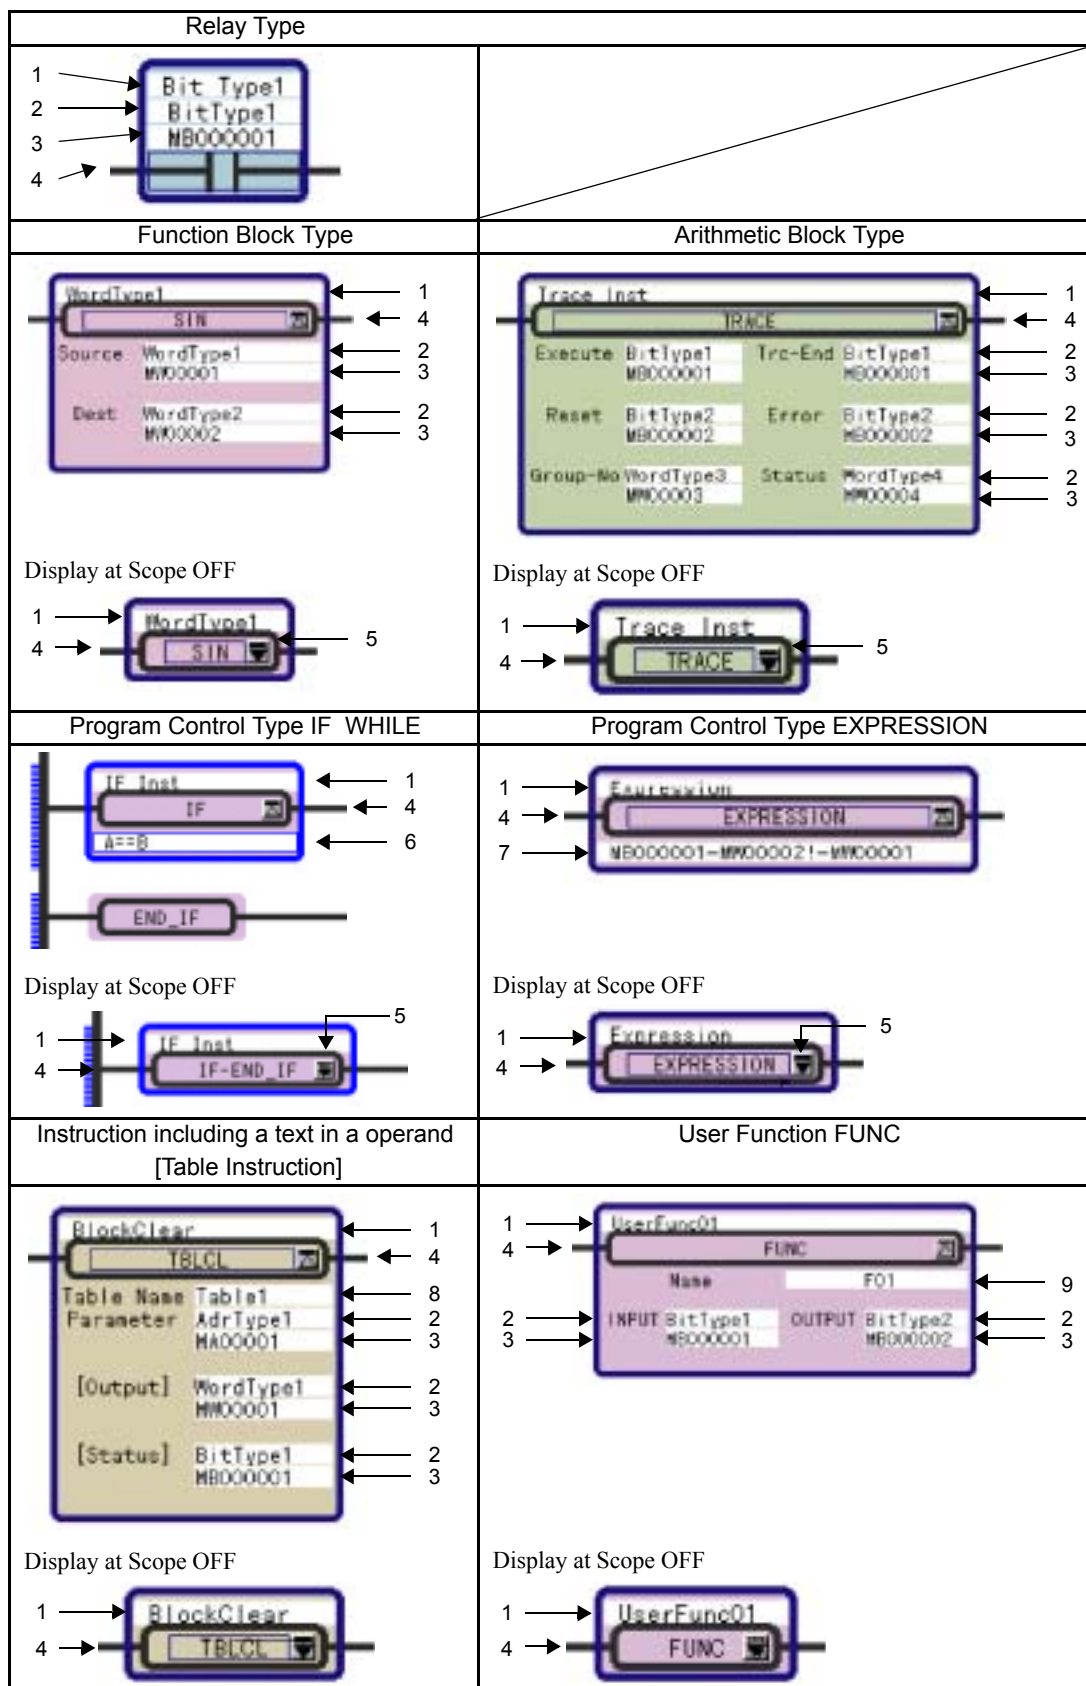 Relay Type
1
Bit Type1
2
BitType1
3
MB000001
4
Function Block Type
Arithmetic Block Type
WordType1
1
SIN
4
Source WordType1
2
MW00001
3
Dest WordType2
2
MW00002
3
Trace Inst
1
TRACE
4
Execute BitType1 Trc-End BitType1
2
MB000001 MB000001
3
Reset BitType2 Error BitType2
2
MB000002 MB000002
3
Group-No WordType3 Status WordType4
2
MW00003 MW00004
3
Display at Scope OFF
1
WordType1
4
SIN
5
Display at Scope OFF
1
Trace Inst
4
TRACE
5
Program Control Type IF WHILE
Program Control Type EXPRESSION
IF Inst
1
IF
4
A==B
6
END_IF
1
Expression
4
EXPRESSION
7
MB000001-MW00002!-MW00001
Display at Scope OFF
1
IF Inst
5
4
IF-END_IF
Display at Scope OFF
1
Expression
5
4
EXPRESSION
Instruction including a text in a operand
[Table Instruction]
User Function FUNC
BlockClear
1
TBLCL
4
Table Name Table1
8
Parameter AdrType1
2
MA00001
3
[Output] WordType1
2
MW00001
3
[Status] BitType1
2
MB000001
3
1
UserFunc01
4
FUNC
Name F01
9
2
INPUT BitType1 OUTPUT BitType2
2
3
MB000001 MB000002
3
Display at Scope OFF
1
BlockClear
4
TBLCL
Display at Scope OFF
1
UserFunc01
4
FUNC